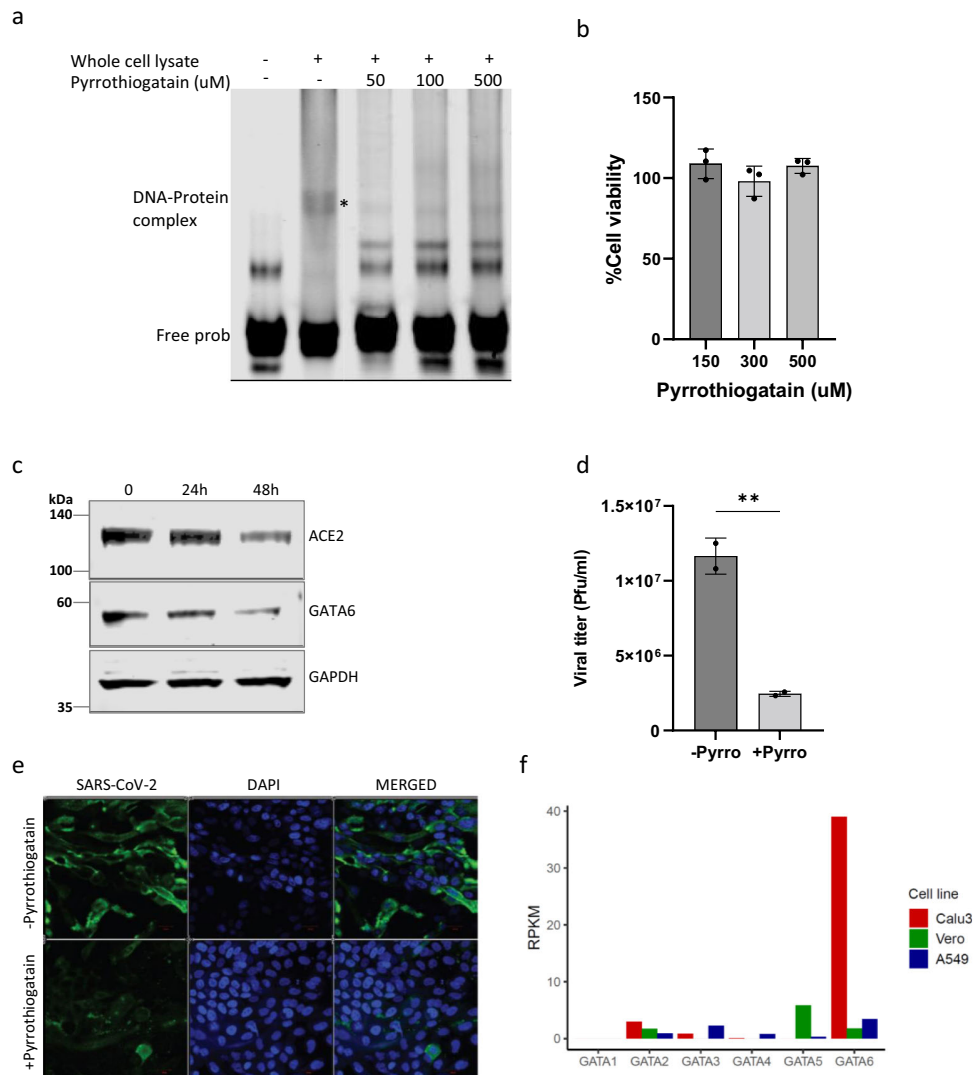 a
Whole cell lysate - + + + +
Pyrrothiogatain (uM) - - 50 100 500
DNA-Protein
complex
*
Free prob
b
%Cell viability
150
100
50
0
150 300 500
Pyrrothiogatain (uM)
c
kDa 0 24h 48h
140
100
60
35
ACE2
GATA6
GAPDH
d
Viral titer (Pfu/ml)
1.5×10⁷
1×10⁷
5×10⁶
0
**
-Pyrro +Pyrro
e
SARS-CoV-2 DAPI MERGED
-Pyrrothiogatain
+Pyrrothiogatain
f
RPKM
40
30
20
10
0
GATA1 GATA2 GATA3 GATA4 GATA5 GATA6
Cell line
Calu3
Vero
A549